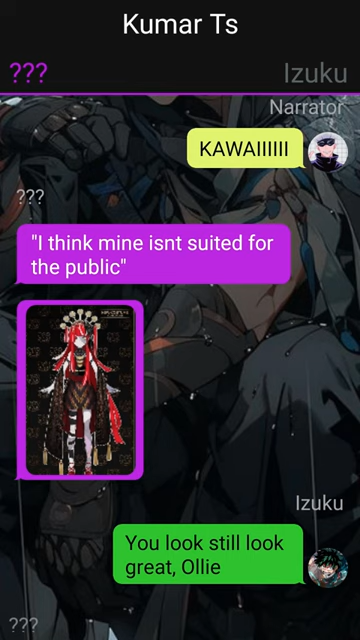 Kumar Ts
??? Izuku
Narrator
KAWAIIIIII
???
"I think mine isnt suited for
the public"
Izuku
You look still look
great, Ollie
???